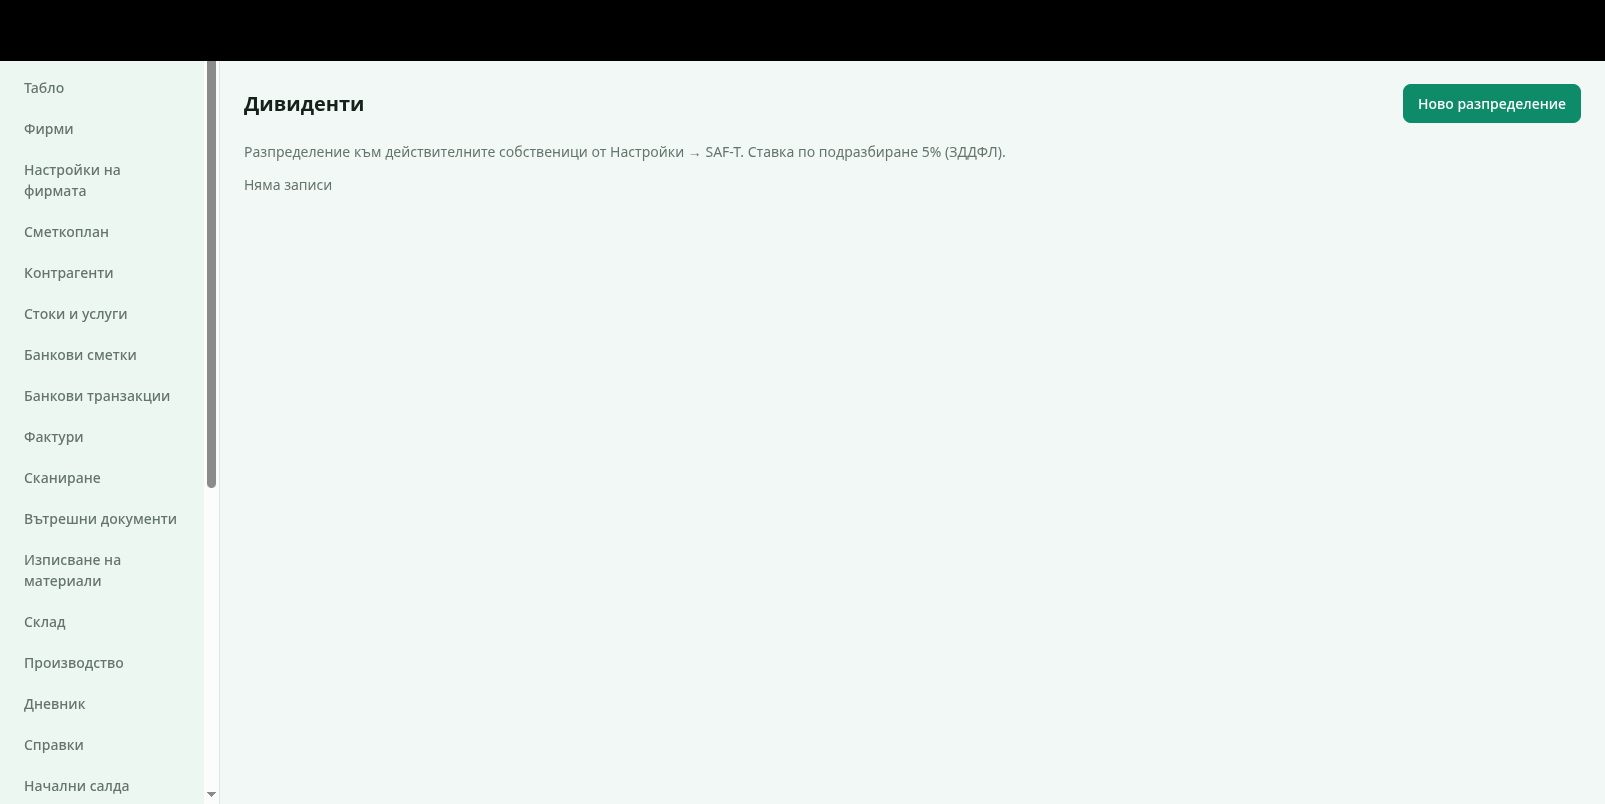 Табло
Фирми
Настройки на
фирмата
Сметкоплан
Контрагенти
Стоки и услуги
Банкови сметки
Банкови транзакции
Фактури
Сканиране
Вътрешни документи
Изписване на
материали
Склад
Производство
Дневник
Справки
Начални салда
Дивиденти
Ново разпределение
Разпределение към действителните собственици от Настройки → SAF-T. Ставка по подразбиране 5% (ЗДДФЛ).
Няма записи